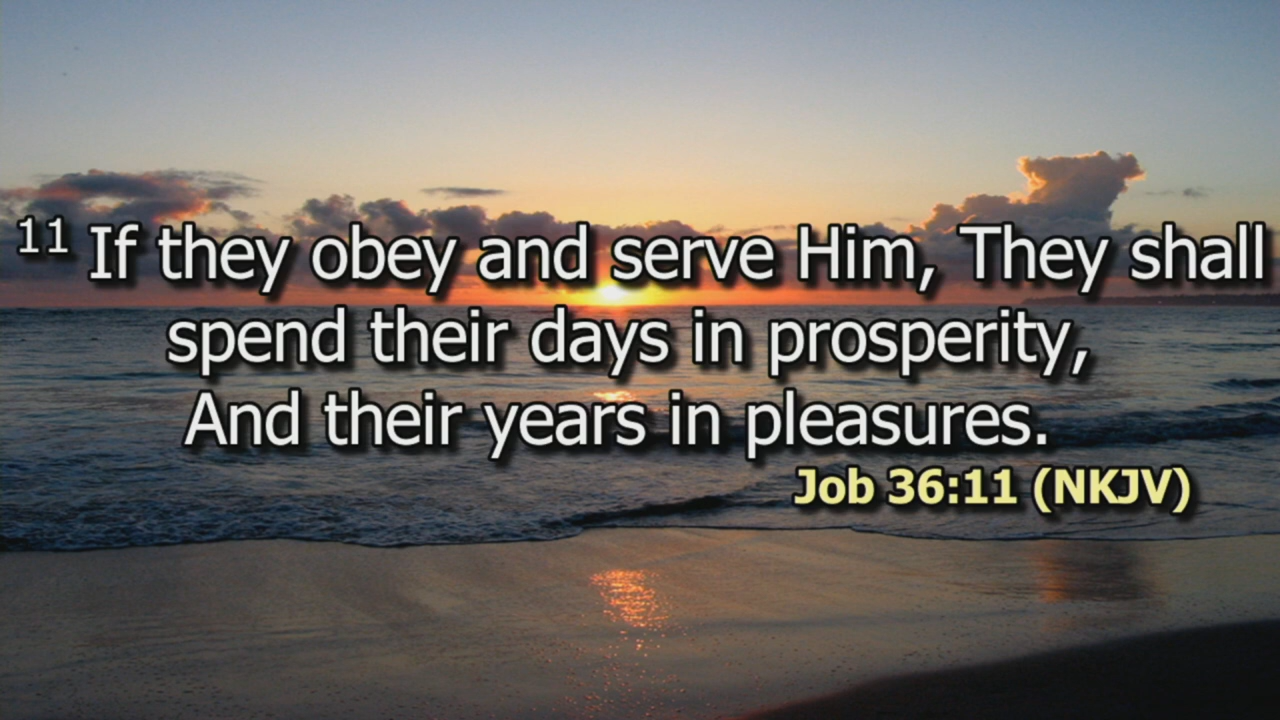 11 If they obey and serve Him, They shall
spend their days in prosperity,
And their years in pleasures.
Job 36:11 (NKJV)